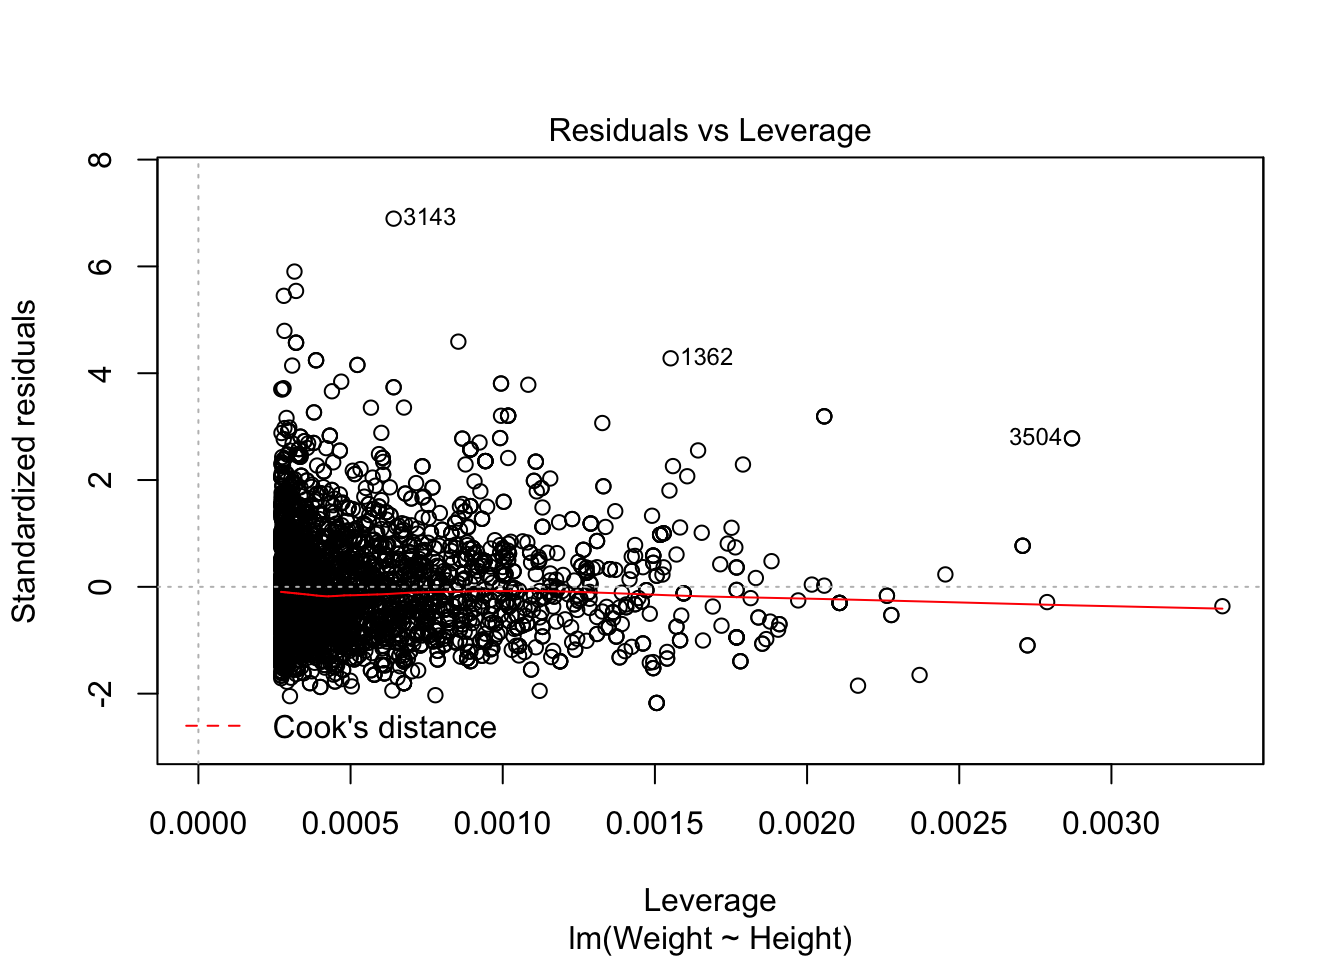 Residuals vs Leverage
Standardized residuals
8
6
4
2
0
-2
3143
1362
3504
Cook's distance
0.0000 0.0005 0.0010 0.0015 0.0020 0.0025 0.0030
Leverage
lm(Weight ~ Height)